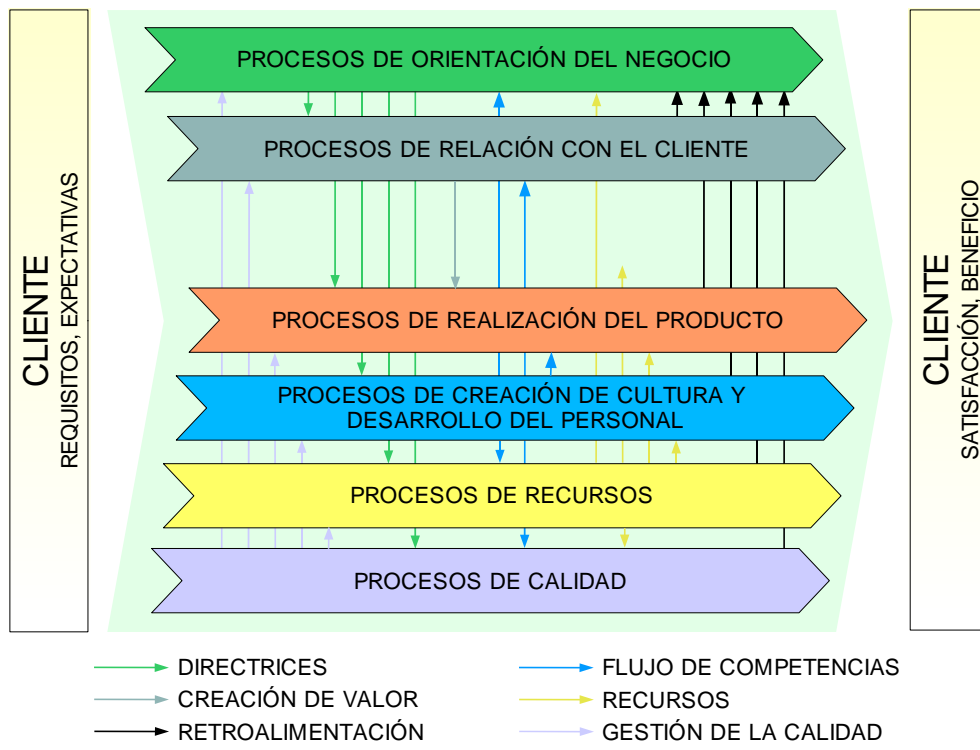 CLIENTE
REQUISITOS, EXPECTATIVAS
PROCESOS DE ORIENTACIÓN DEL NEGOCIO
PROCESOS DE RELACIÓN CON EL CLIENTE
PROCESOS DE REALIZACIÓN DEL PRODUCTO
PROCESOS DE CREACIÓN DE CULTURA Y
DESARROLLO DEL PERSONAL
PROCESOS DE RECURSOS
PROCESOS DE CALIDAD
CLIENTE
SATISFACCIÓN, BENEFICIO
DIRECTRICES
CREACIÓN DE VALOR
RETROALIMENTACIÓN
FLUJO DE COMPETENCIAS
RECURSOS
GESTIÓN DE LA CALIDAD